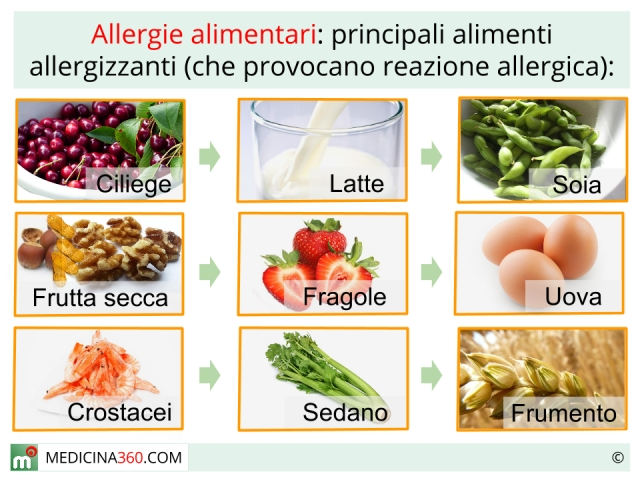 Allergie alimentari: principali alimenti
allergizzanti (che provocano reazione allergica):
Ciliege
Latte
Soia
Frutta secca
Fragole
Uova
Crostacei
Sedano
Frumento
m
MEDICINA360.COM
©